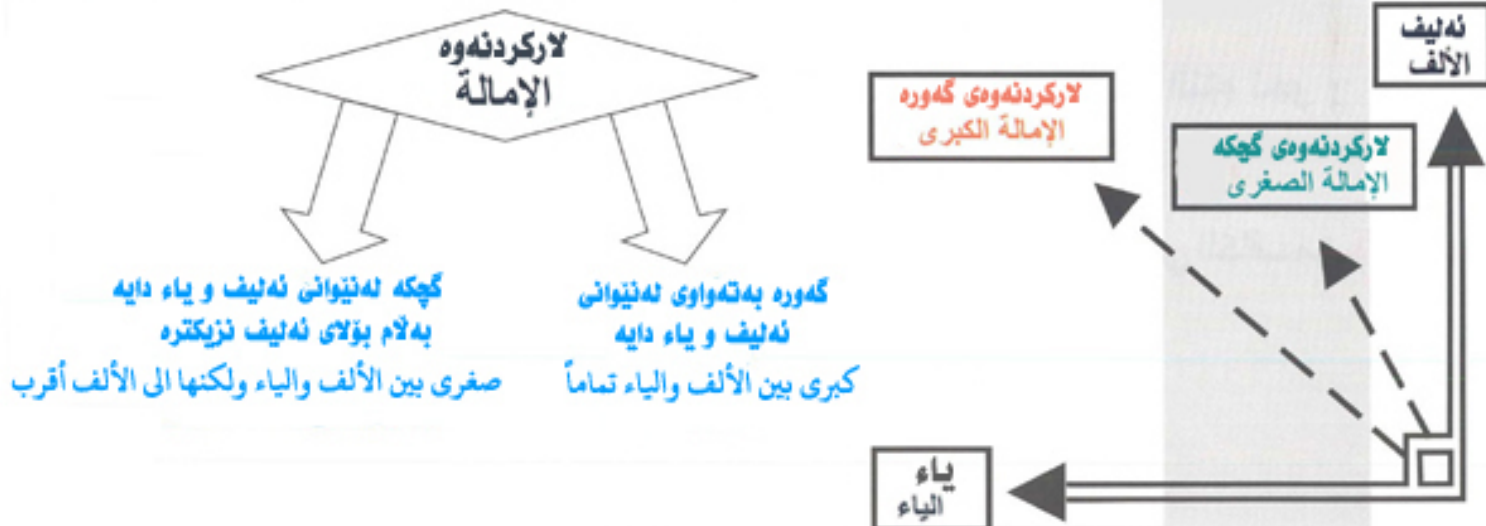 ئەلیف
الألف
لارکردنەوەی گەورە
الإمالة الكبرى
لارکردنەوەی گچکە
الإمالة الصغرى
یاء
الياء
لارکردنەوە
الإمالة
گەورە بەتەواوی لەنێوانی
ئەلیف و یاء دایە
كبرى بين الألف والياء تماماً
گچکە لەنێوانی ئەلیف و یاء دایە
بەڵام بۆلای ئەلیف نزیکترە
صغرى بين الألف والياء ولكنها الى الألف أقرب